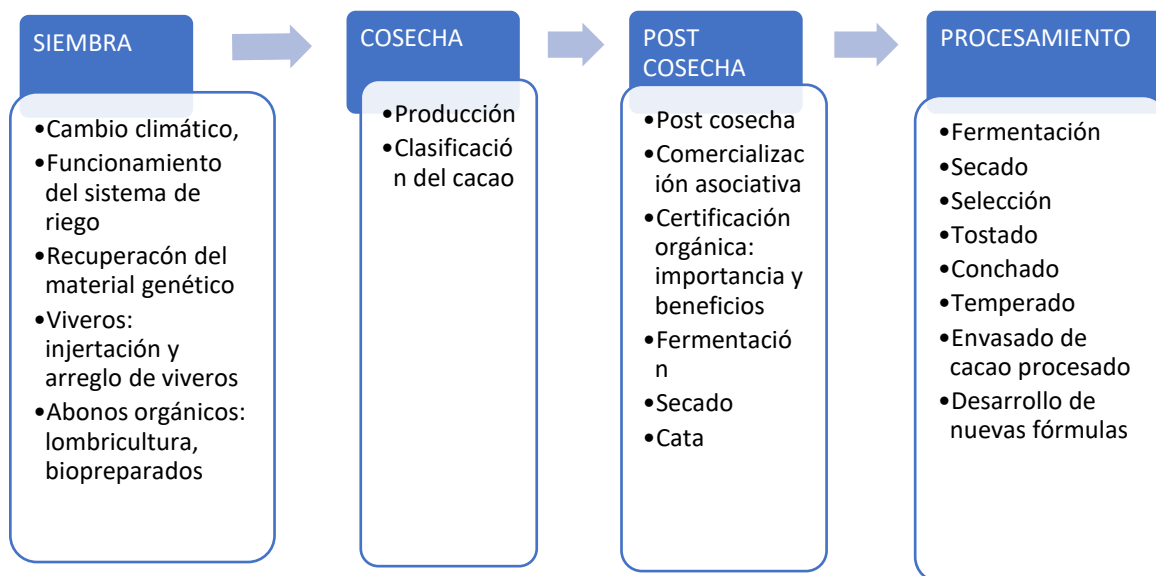 SIEMBRA
•Cambio climático,
•Funcionamiento
del sistema de
riego
•Recuperacón del
material genético
•Viveros:
injertación y
arreglo de viveros
•Abonos orgánicos:
lombricultura,
biopreparados
COSECHA
•Producción
•Clasificació
n del cacao
POST
COSECHA
•Post cosecha
•Comercializac
ión asociativa
•Certificación
orgánica:
importancia y
beneficios
•Fermentació
n
•Secado
•Cata
PROCESAMIENTO
•Fermentación
•Secado
•Selección
•Tostado
•Conchado
•Temperado
•Envasado de
cacao procesado
•Desarrollo de
nuevas fórmulas